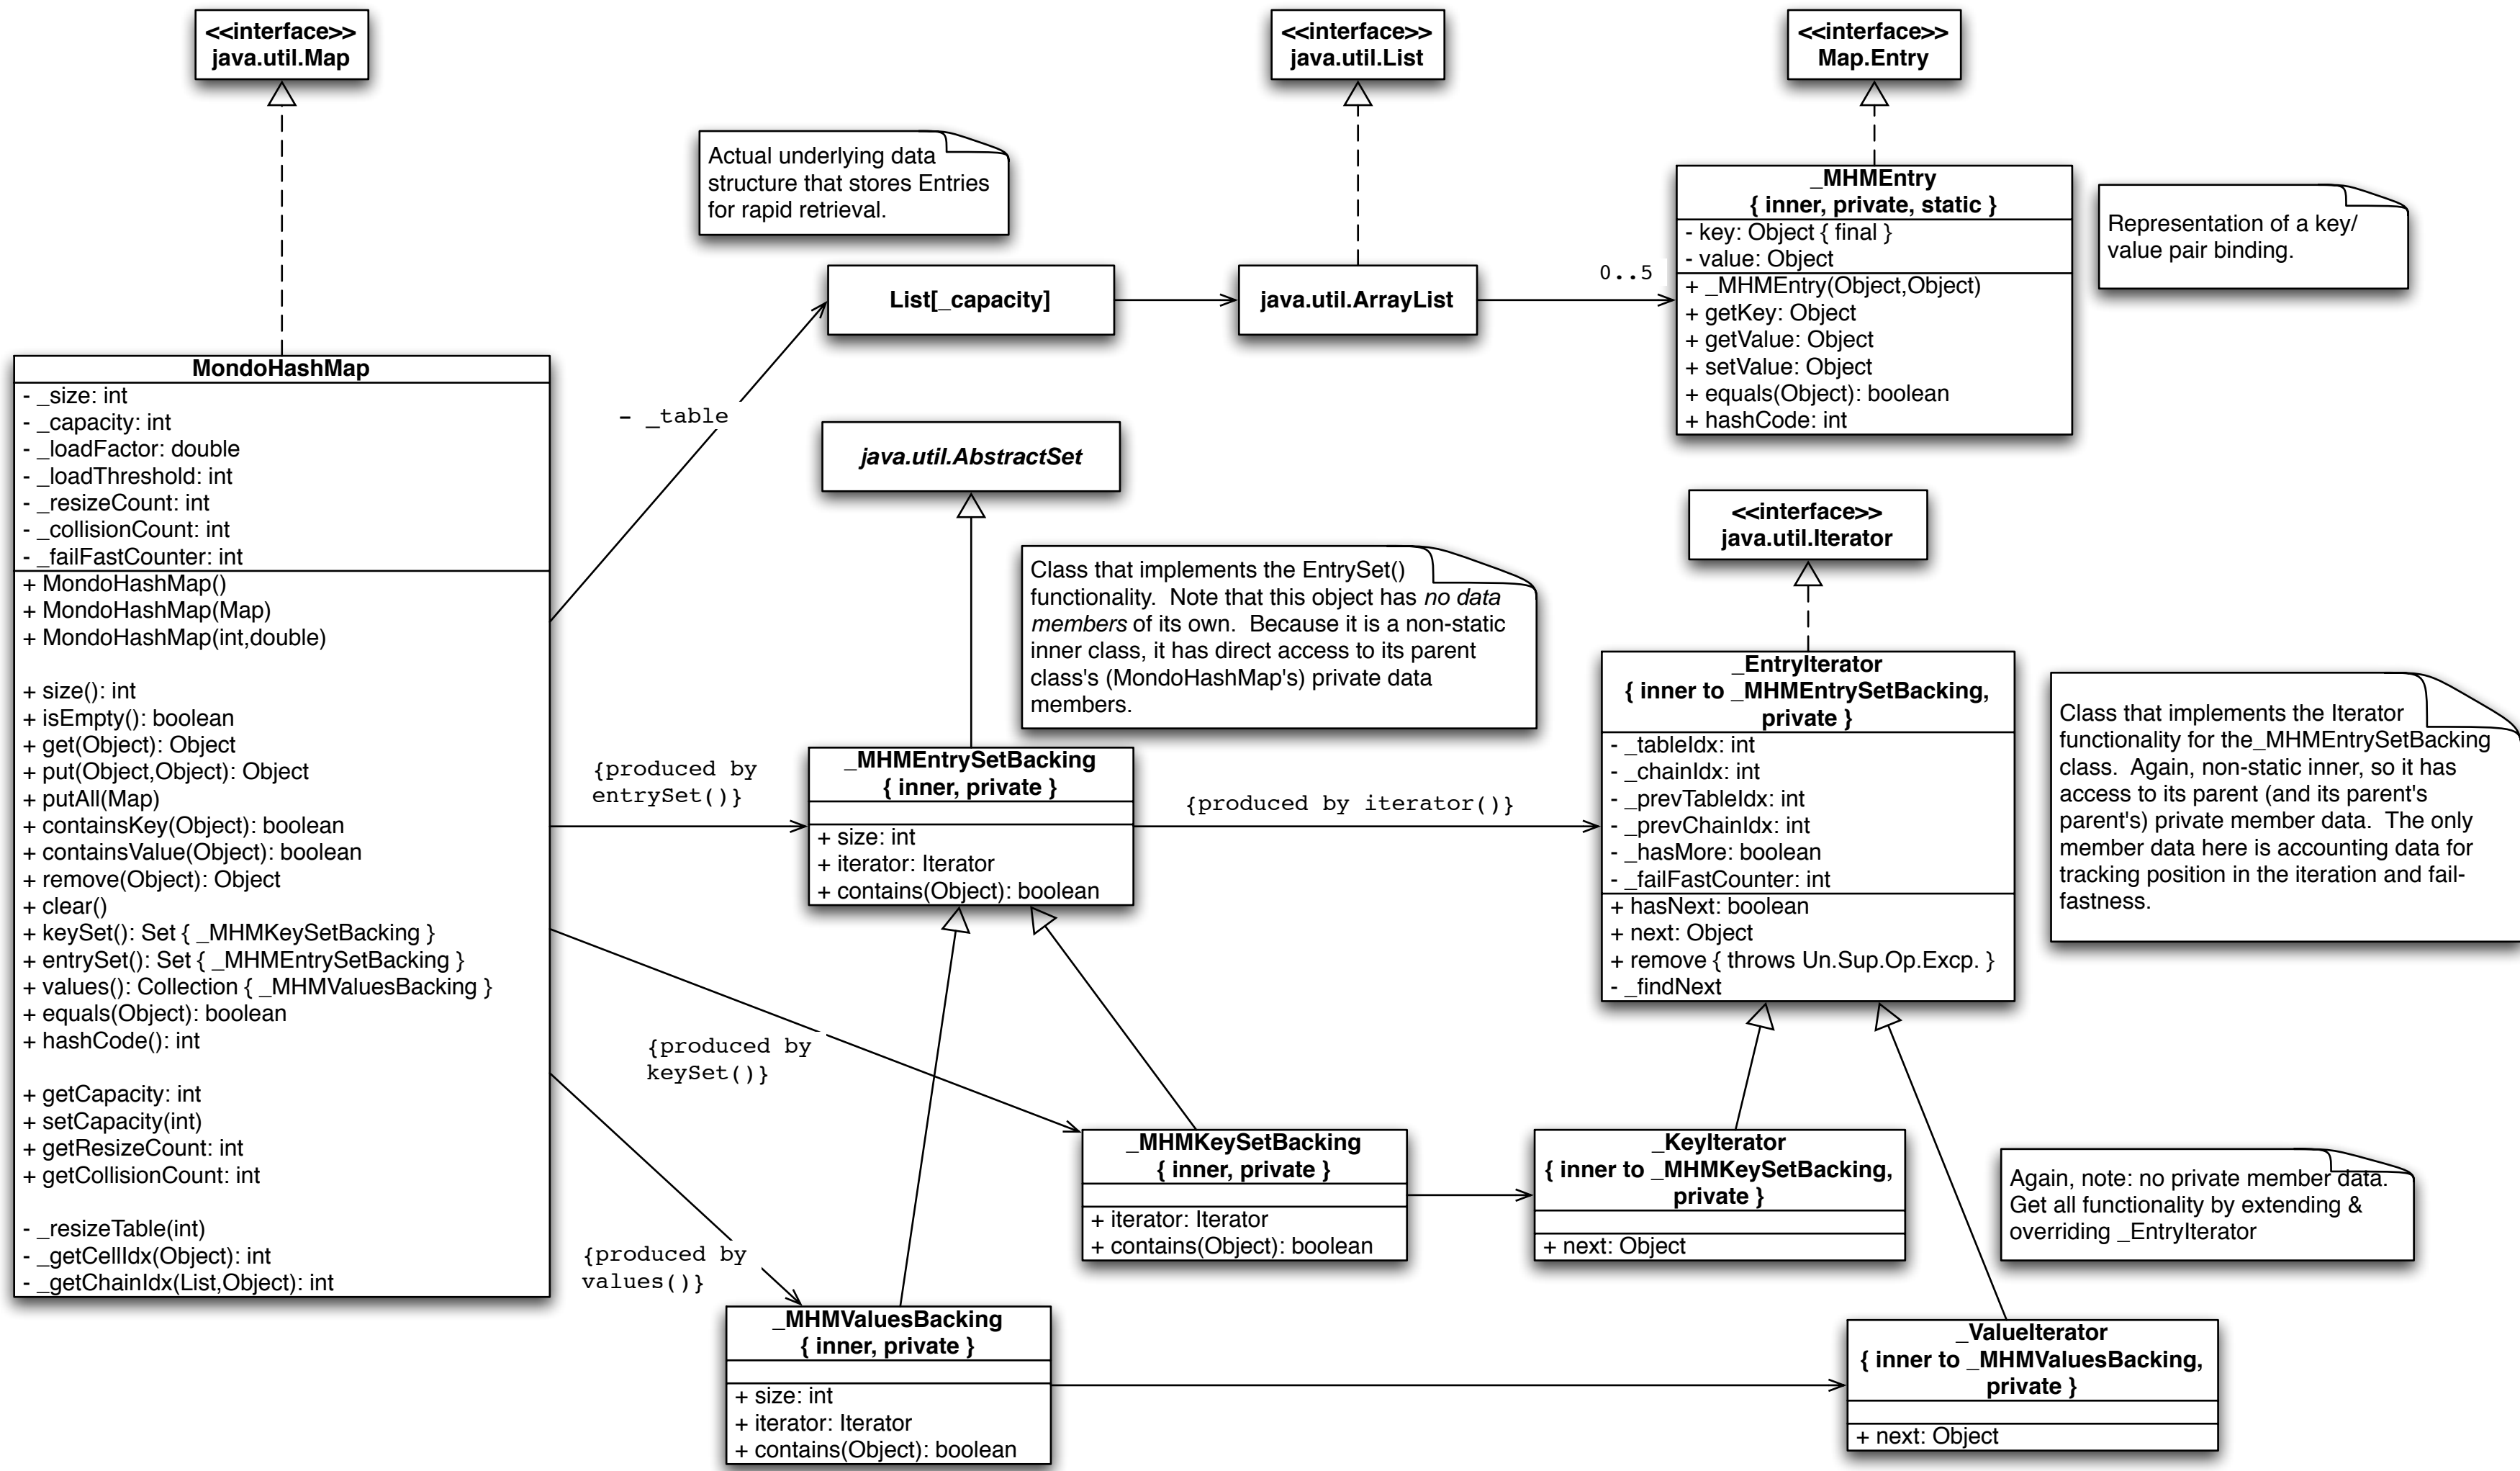 <<interface>>
java.util.Map
<<interface>>
java.util.List
<<interface>>
Map.Entry
Actual underlying data
structure that stores Entries
for rapid retrieval.
_MHMEntry
{ inner, private, static }
- key: Object { final }
- value: Object
+ _MHMEntry(Object,Object)
+ getKey: Object
+ getValue: Object
+ setValue: Object
+ equals(Object): boolean
+ hashCode: int
Representation of a key/
value pair binding.
0..5
List[_capacity]
java.util.ArrayList
MondoHashMap
- _size: int
- _capacity: int
- _loadFactor: double
- _loadThreshold: int
- _resizeCount: int
- _collisionCount: int
- _failFastCounter: int
+ MondoHashMap()
+ MondoHashMap(Map)
+ MondoHashMap(int,double)
+ size(): int
+ isEmpty(): boolean
+ get(Object): Object
+ put(Object,Object): Object
+ putAll(Map)
+ containsKey(Object): boolean
+ containsValue(Object): boolean
+ remove(Object): Object
+ clear()
+ keySet(): Set { _MHMKeySetBacking }
+ entrySet(): Set { _MHMEntrySetBacking }
+ values(): Collection { _MHMValuesBacking }
+ equals(Object): boolean
+ hashCode(): int
+ getCapacity: int
+ setCapacity(int)
+ getResizeCount: int
+ getCollisionCount: int
- _resizeTable(int)
- _getCellIdx(Object): int
- _getChainIdx(List,Object): int
- _table
java.util.AbstractSet
<<interface>>
java.util.Iterator
Class that implements the EntrySet()
functionality. Note that this object has no data
members of its own. Because it is a non-static
inner class, it has direct access to its parent
class's (MondoHashMap's) private data
members.
_EntryIterator
{ inner to _MHMEntrySetBacking,
private }
- _tableIdx: int
- _chainIdx: int
- _prevTableIdx: int
- _prevChainIdx: int
- _hasMore: boolean
- _failFastCounter: int
+ hasNext: boolean
+ next: Object
+ remove { throws Un.Sup.Op.Excp. }
- _findNext
Class that implements the Iterator
functionality for the_MHMEntrySetBacking
class. Again, non-static inner, so it has
access to its parent (and its parent's
parent's) private member data. The only
member data here is accounting data for
tracking position in the iteration and fail-
fastness.
{produced by
entrySet()}
_MHMEntrySetBacking
{ inner, private }
+ size: int
+ iterator: Iterator
+ contains(Object): boolean
{produced by iterator()}
{produced by
keySet()}
_MHMKeySetBacking
{ inner, private }
+ iterator: Iterator
+ contains(Object): boolean
_KeyIterator
{ inner to _MHMKeySetBacking,
private }
+ next: Object
Again, note: no private member data.
Get all functionality by extending &
overriding _EntryIterator
{produced by
values()}
_MHMValuesBacking
{ inner, private }
+ size: int
+ iterator: Iterator
+ contains(Object): boolean
_ValueIterator
{ inner to _MHMValuesBacking,
private }
+ next: Object